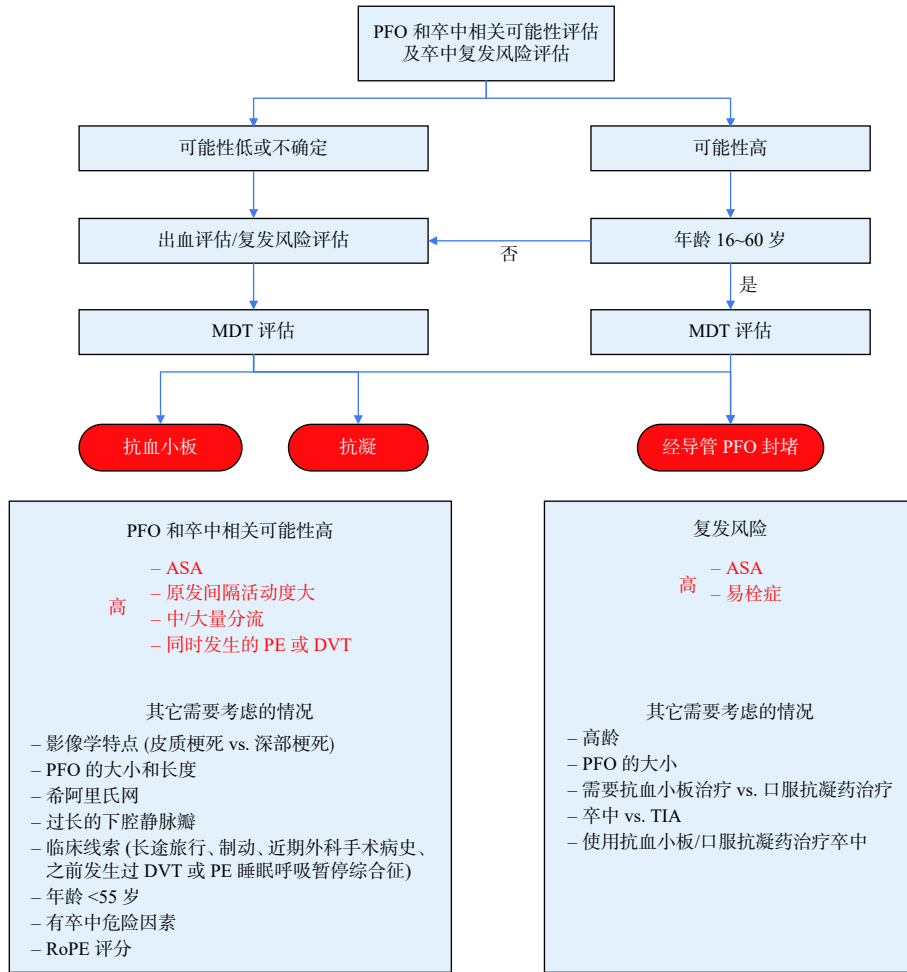 PFO 和卒中相关可能性评估
及卒中复发风险评估
可能性低或不确定
可能性高
出血评估/复发风险评估
否
年龄 16~60 岁
是
MDT 评估
MDT 评估
抗血小板
抗凝
经导管 PFO 封堵
PFO 和卒中相关可能性高
高
– ASA
– 原发间隔活动度大
– 中/大量分流
– 同时发生的 PE 或 DVT
其它需要考虑的情况
– 影像学特点 (皮质梗死 vs. 深部梗死)
– PFO 的大小和长度
– 希阿里氏网
– 过长的下腔静脉瓣
– 临床线索 (长途旅行、制动、近期外科手术病史、
之前发生过 DVT 或 PE 睡眠呼吸暂停综合征)
– 年龄 <55 岁
– 有卒中危险因素
– RoPE 评分
复发风险
高
– ASA
– 易栓症
其它需要考虑的情况
– 高龄
– PFO 的大小
– 需要抗血小板治疗 vs. 口服抗凝药治疗
– 卒中 vs. TIA
– 使用抗血小板/口服抗凝药治疗卒中